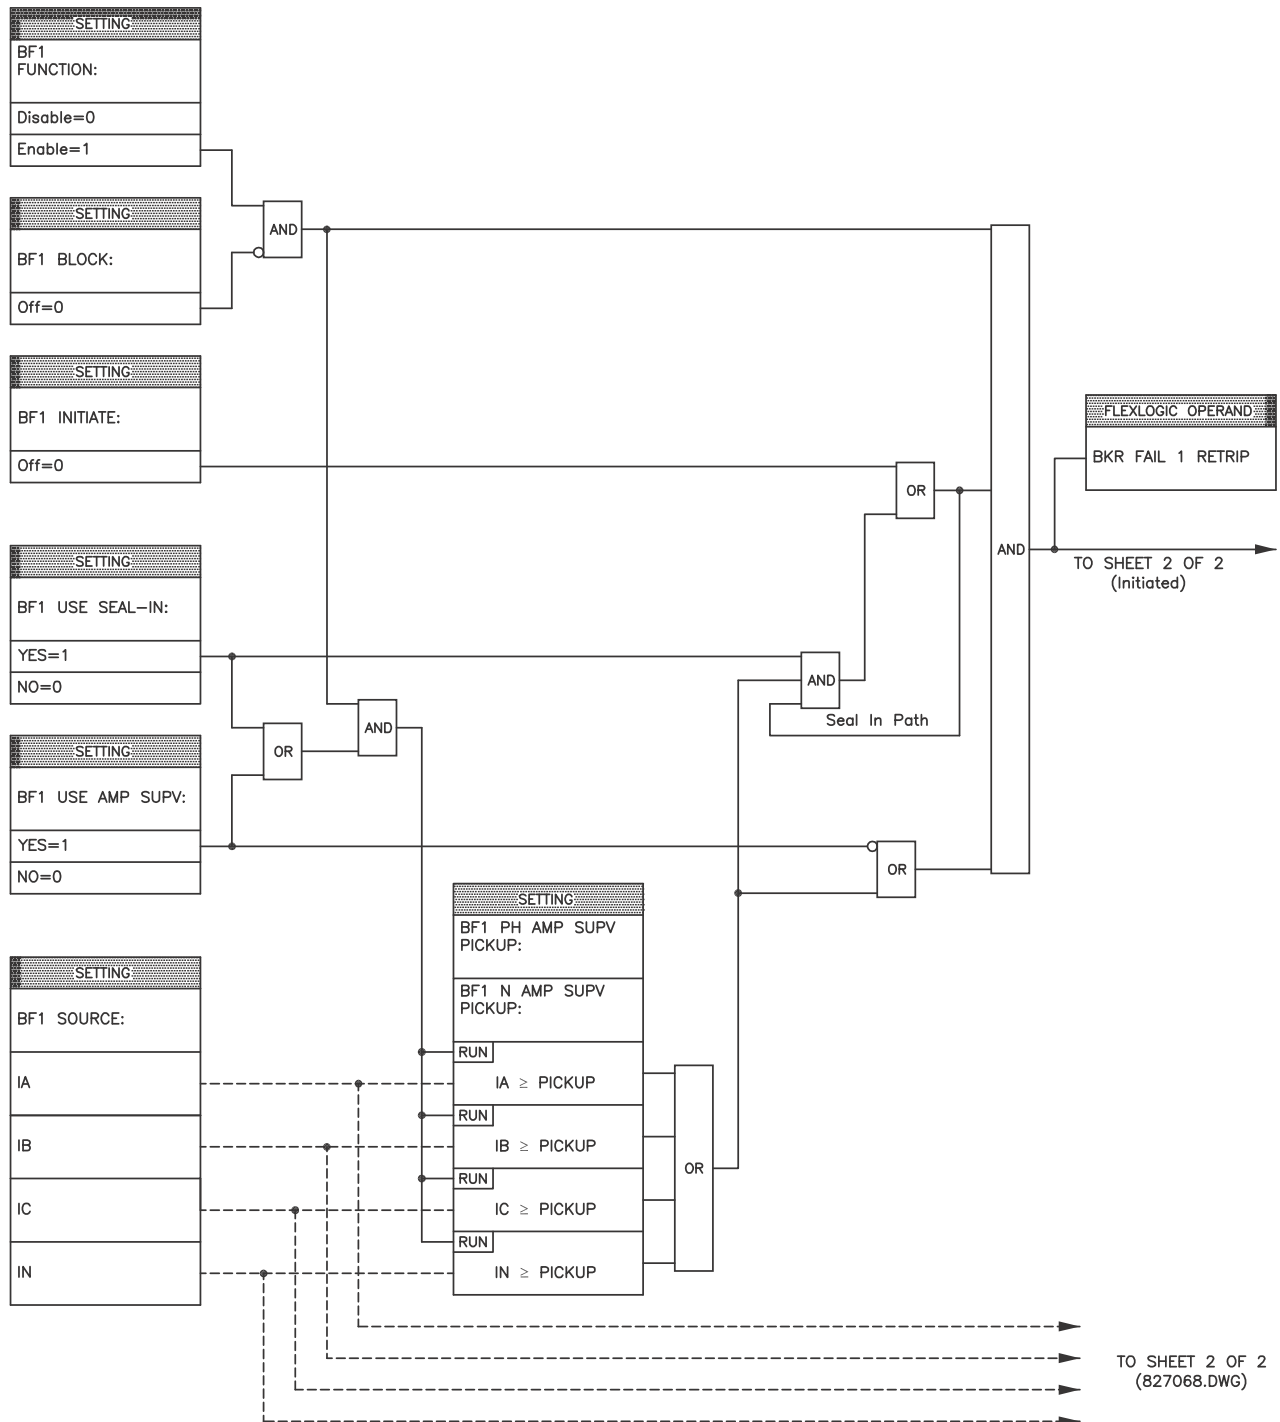 SETTING
BF1
FUNCTION:
Disable=0
Enable=1
SETTING
BF1 BLOCK:
Off=0
AND
SETTING
BF1 INITIATE:
Off=0
OR
FLEXLOGIC OPERAND
BKR FAIL 1 RETRIP
AND
TO SHEET 2 OF 2
(Initiated)
SETTING
BF1 USE SEAL-IN:
YES=1
NO=0
AND
Seal In Path
AND
OR
SETTING
BF1 USE AMP SUPV:
YES=1
NO=0
OR
SETTING
BF1 PH AMP SUPV
PICKUP:
BF1 N AMP SUPV
PICKUP:
RUN
IA ≥ PICKUP
RUN
IB ≥ PICKUP
RUN
IC ≥ PICKUP
RUN
IN ≥ PICKUP
OR
SETTING
BF1 SOURCE:
IA
IB
IC
IN
TO SHEET 2 OF 2
(827068.DWG)